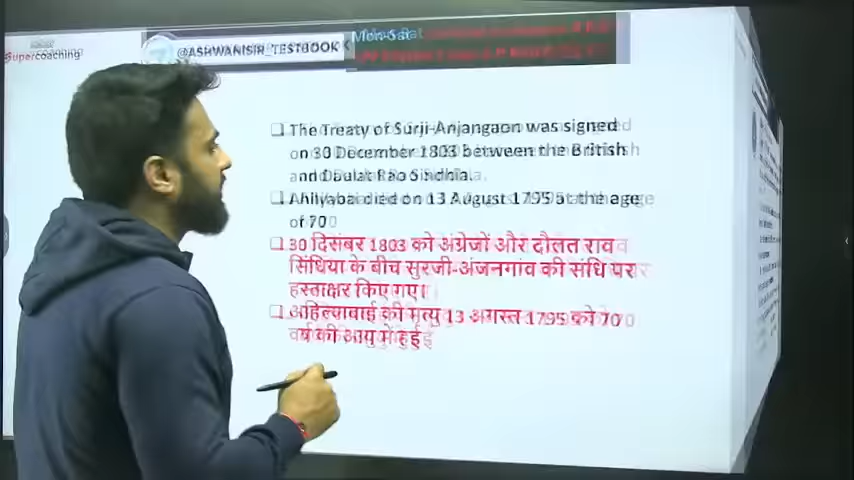 Supercoaching
@ASHWANISIR_TESTBOOK
Mon-Sat
The Treaty of Surji-Anjangaon was signed
on 30 December 1803 between the British
and Daulat Rao Sindhia.
Ahilyabai died on 13 August 1795 at the age
of 70
30 दिसंबर 1803 को अंग्रेजों और दौलत राव
सिंधिया के बीच सुरजी-अंजनगांव की संधि पर
हस्ताक्षर किए गए।
अहिल्याबाई की मृत्यु 13 अगस्त 1795 को 70
वर्ष की आयु में हुई